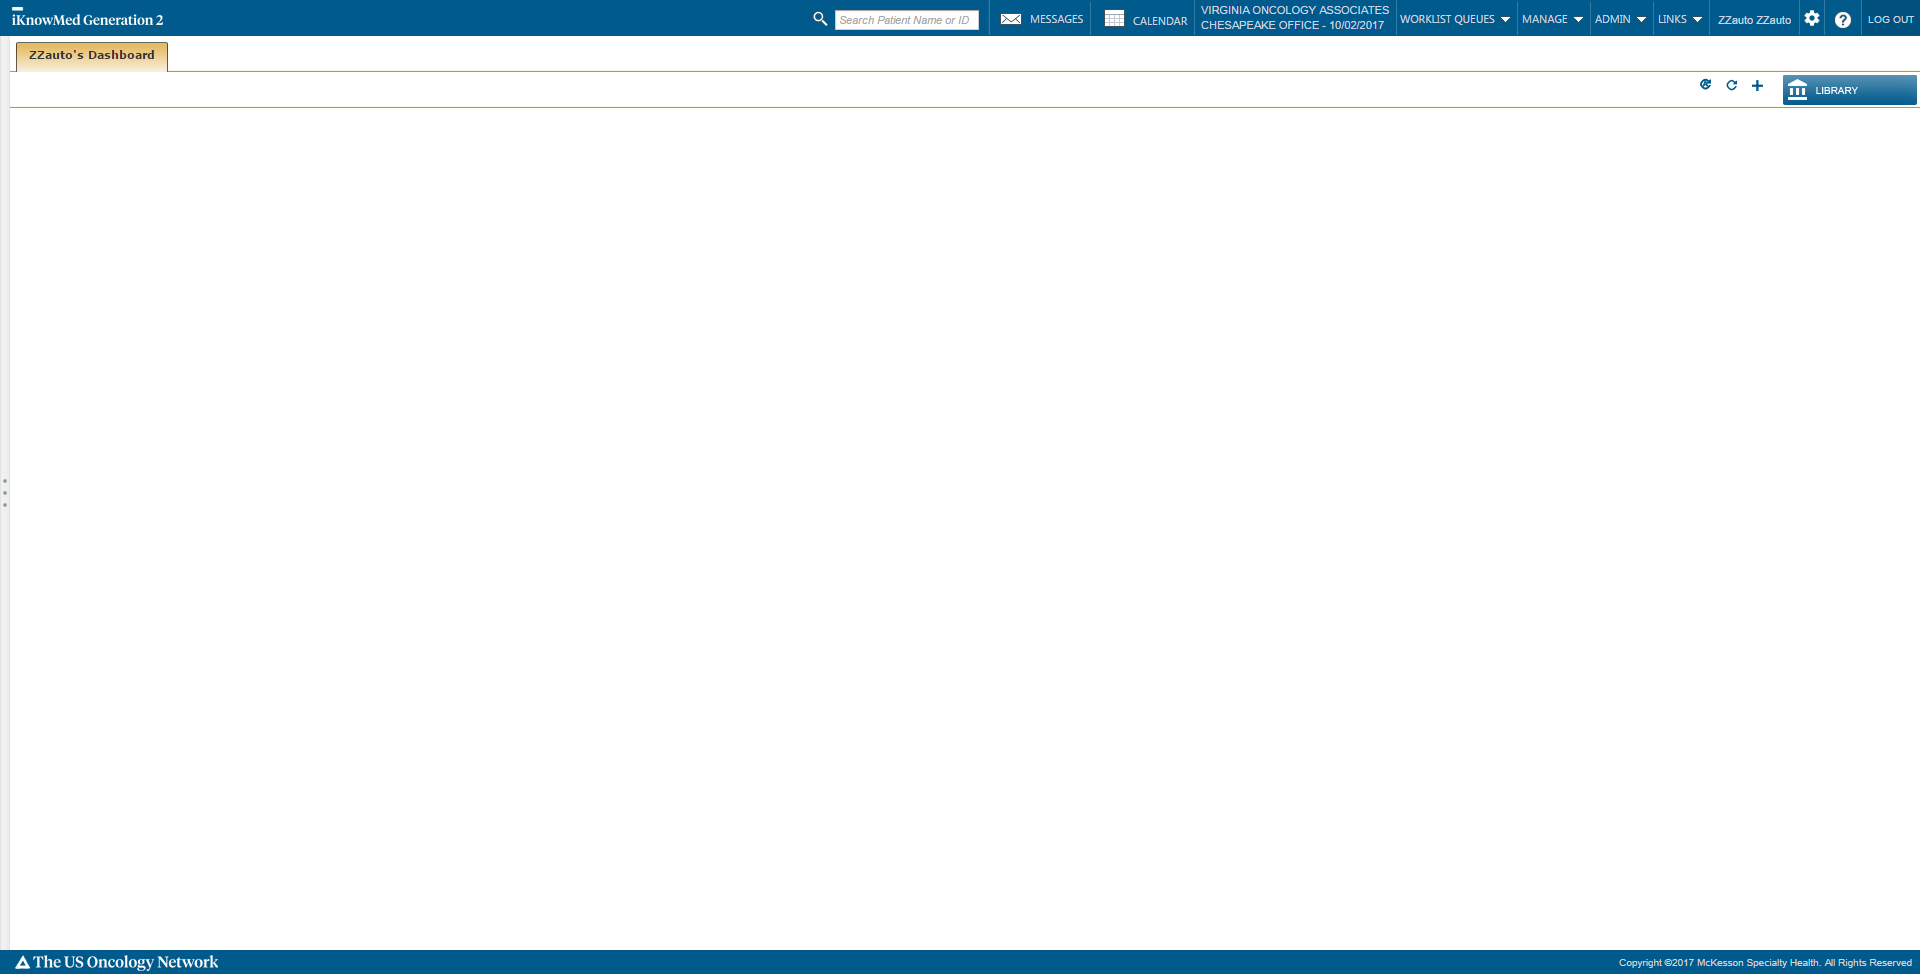 iKnowMed Generation 2
Search Patient Name or ID
MESSAGES
CALENDAR
VIRGINIA ONCOLOGY ASSOCIATES
CHESAPEAKE OFFICE - 10/02/2017
WORKLIST QUEUES
MANAGE
ADMIN
LINKS
ZZauto ZZauto
?
LOG OUT
ZZauto's Dashboard
LIBRARY
The US Oncology Network
Copyright ©2017 McKesson Specialty Health. All Rights Reserved